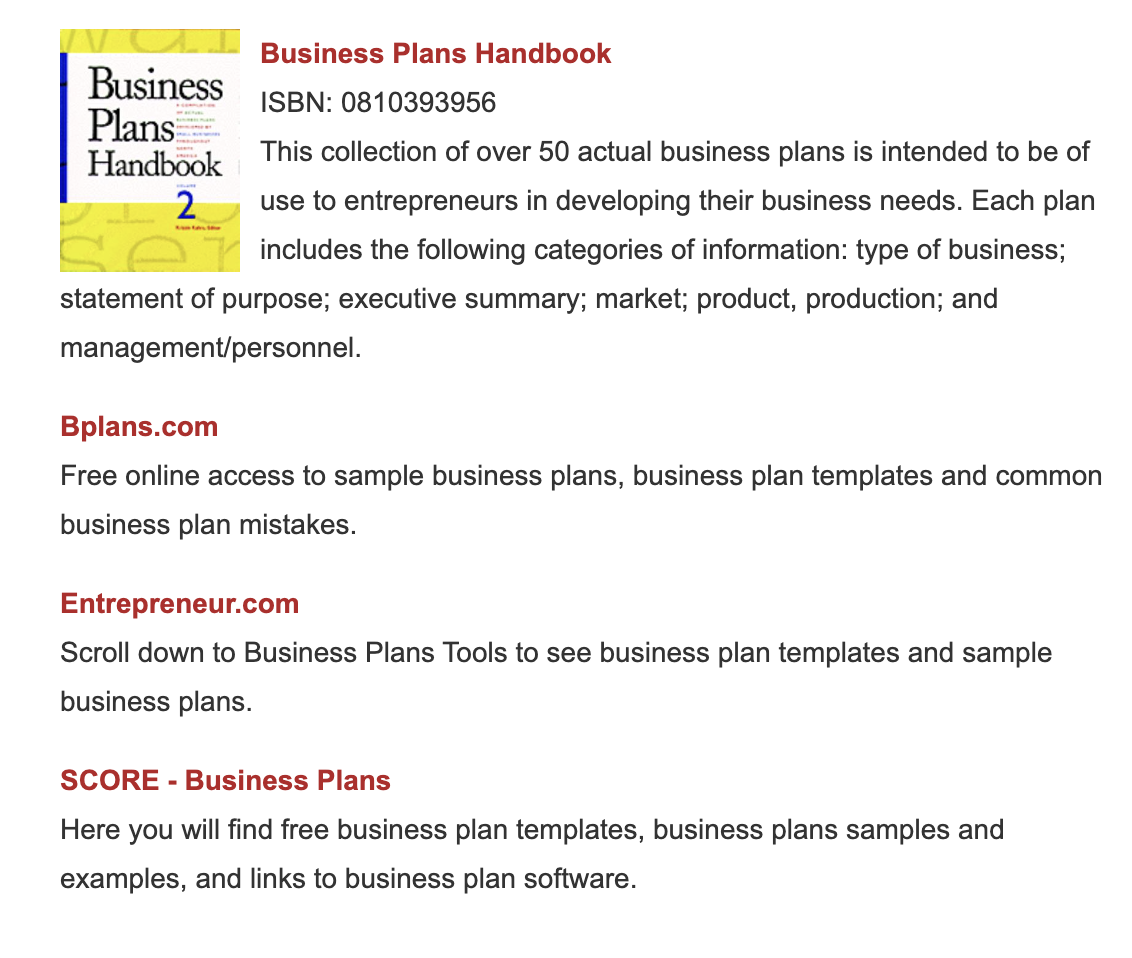 Business
Plans
Handbook
2
Business Plans Handbook
ISBN: 0810393956
This collection of over 50 actual business plans is intended to be of
use to entrepreneurs in developing their business needs. Each plan
includes the following categories of information: type of business;
statement of purpose; executive summary; market; product, production; and
management/personnel.
Bplans.com
Free online access to sample business plans, business plan templates and common
business plan mistakes.
Entrepreneur.com
Scroll down to Business Plans Tools to see business plan templates and sample
business plans.
SCORE - Business Plans
Here you will find free business plan templates, business plans samples and
examples, and links to business plan software.